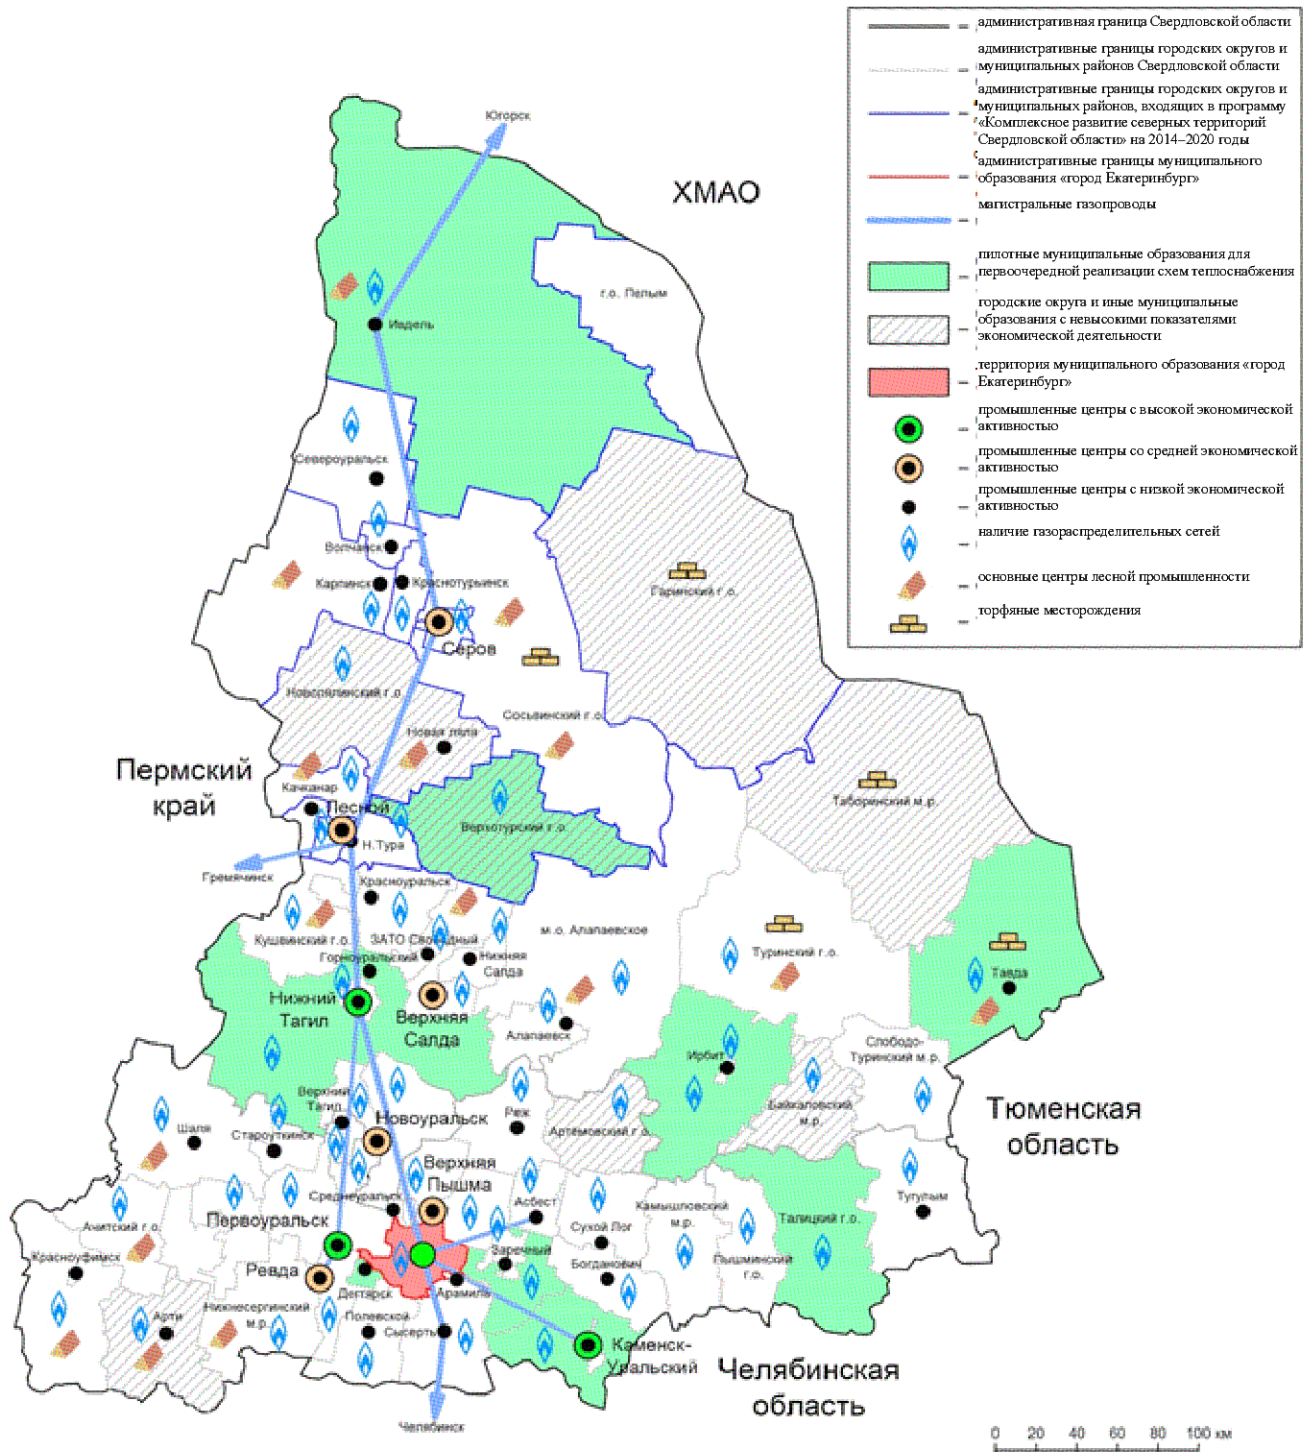 административная граница Свердловской области
административные границы городских округов и
муниципальных районов Свердловской области
административные границы городских округов и
муниципальных районов, входящих в программу
«Комплексное развитие северных территорий
Свердловской области» на 2014–2020 годы
административные границы муниципального
образования «город Екатеринбург»
магистральные газопроводы
пилотные муниципальные образования для
первоочередной реализации схем теплоснабжения
городские округа и иные муниципальные
образования с невысокими показателями
экономической деятельности
территория муниципального образования «город
Екатеринбург»
промышленные центры с высокой экономической
активностью
промышленные центры со средней экономической
активностью
промышленные центры с низкой экономической
активностью
наличие газораспределительных сетей
основные центры лесной промышленности
торфяные месторождения
Югорск
ХМАО
г.о. Пелым
Ивдель
Североуральск
Волчанск
Карпинск
Краснотурьинск
Гаринский г.о.
Серов
Новолялинский г.о.
Сосьвинский г.о.
Новая ляла
Пермский
край
Качканар
Лесной
Таборинский м.р.
Верхотурский г.о.
Н.Тура
Гремячинск
Красноуральск
Кушвинский г.о.
ЗАТО Свободный
м.о. Алапаевское
Горноуральский
Нижняя
Салда
Туринский г.о.
Тавда
Нижний
Тагил
Верхняя
Салда
Алапаевск
Слободо-
Туринский м.р.
Ирбит
Верхний
Тагил
Новоуральск
Реж
Артёмовский г.о.
Байкаловский
м.р.
Тюменская
область
Шаля
Староуткинск
Верхняя
Пышма
Среднеуральск
Асбест
Тугулым
Ачитский г.о.
Первоуральск
Сухой Лог
Камышловский
м.р.
Талицкий г.о.
Красноуфимск
Ревда
Заречный
Богданович
Пышминский
г.о.
Дегтярск
Арамиль
Арти
Нижнесергинский
м.р.
Полевской
Сысерть
Каменск-
Уральский
Челябинская
область
Челябинск
0 20 40 60 80 100 км